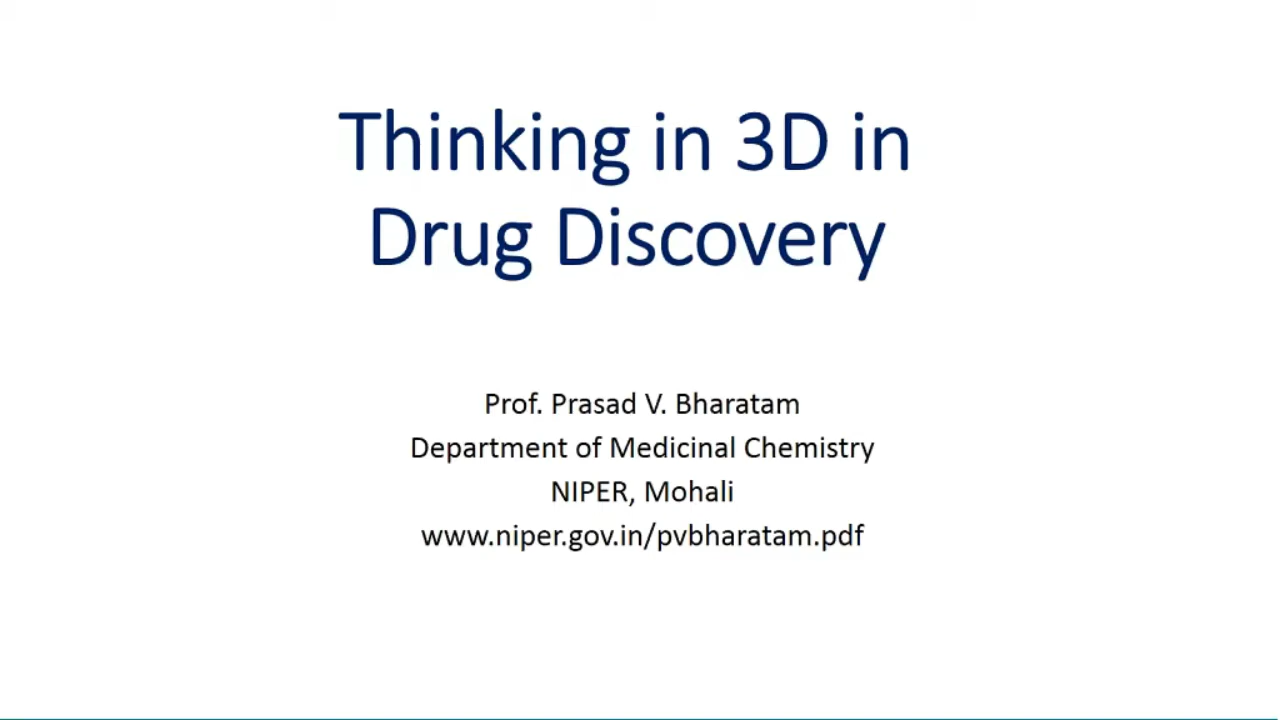 Thinking in 3D in
Drug Discovery
Prof. Prasad V. Bharatam
Department of Medicinal Chemistry
NIPER, Mohali
www.niper.gov.in/pvbharatam.pdf